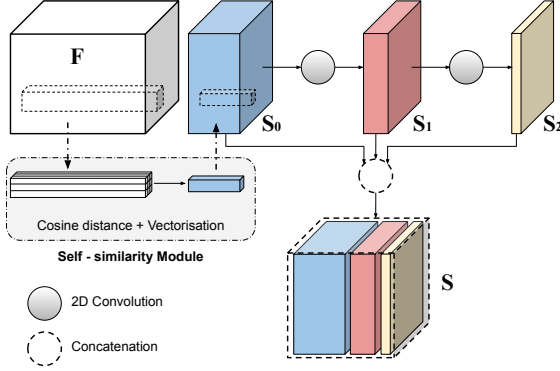 F
S0
S1
S2
Cosine distance + Vectorisation
Self - similarity Module
S
2D Convolution
Concatenation